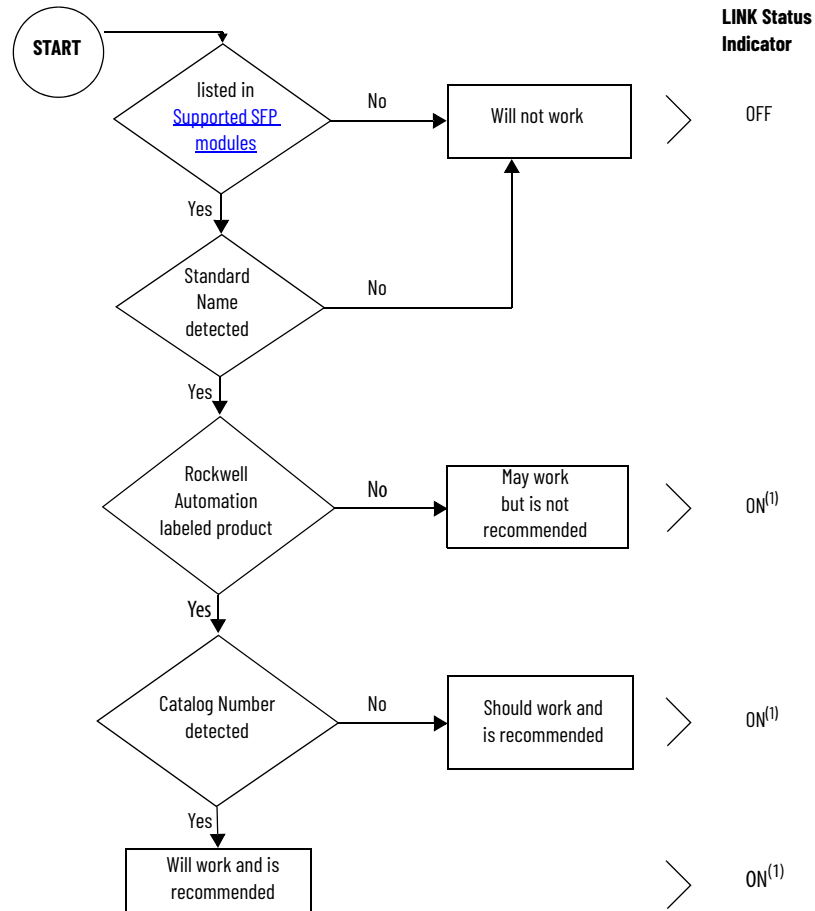 LINK Status
Indicator
START
listed in
Supported SFP
modules
No
Will not work
OFF
Yes
Standard
Name
detected
No
Yes
Rockwell
Automation
labeled product
No
May work
but is not
recommended
ON(1)
Yes
Catalog Number
detected
No
Should work and
is recommended
ON(1)
Yes
Will work and is
recommended
ON(1)